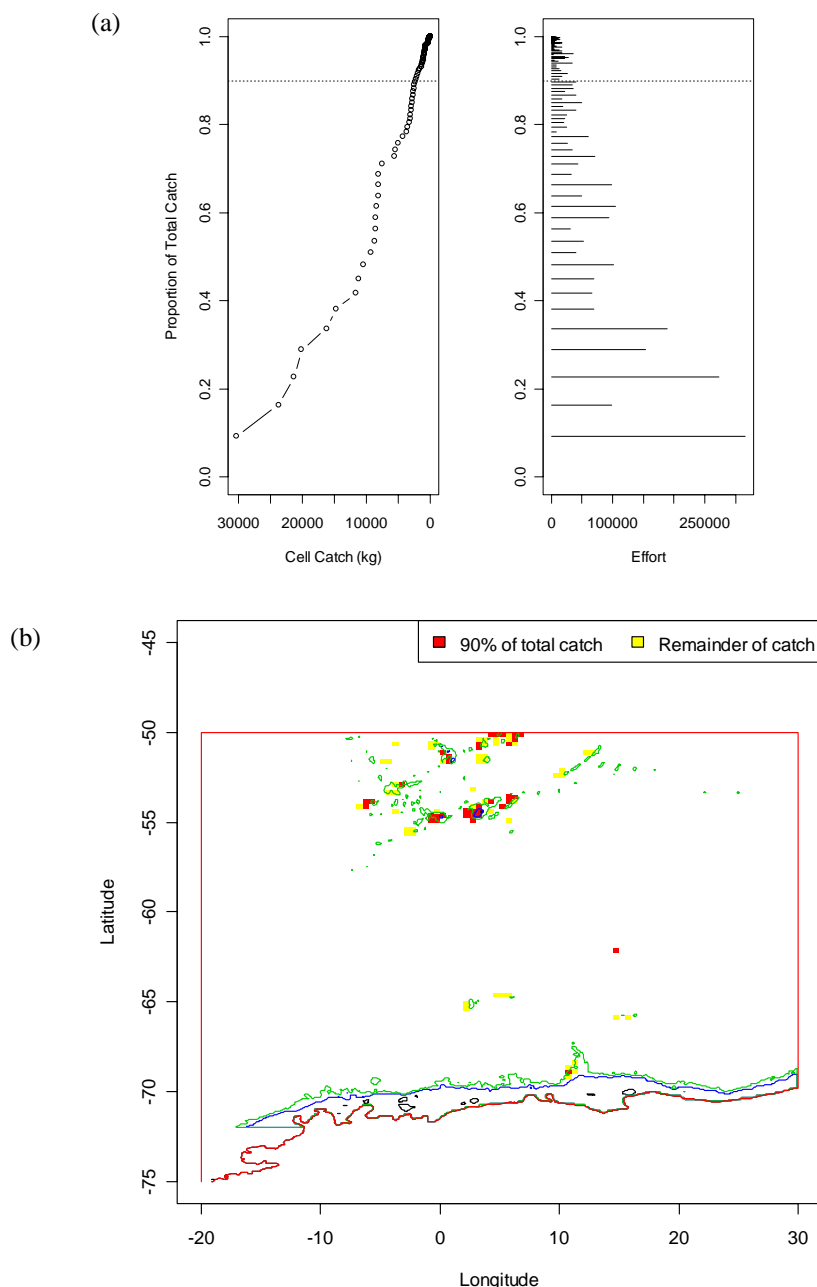 (a)
Proportion of Total Catch
0.0
0.2
0.4
0.6
0.8
1.0
30000 20000 10000 0
Cell Catch (kg)
0.0
0.2
0.4
0.6
0.8
1.0
0 100000 250000
Effort
(b)
90% of total catch Remainder of catch
Latitude
-45
-50
-55
-60
-65
-70
-75
-20 -10 0 10 20 30
Longitude